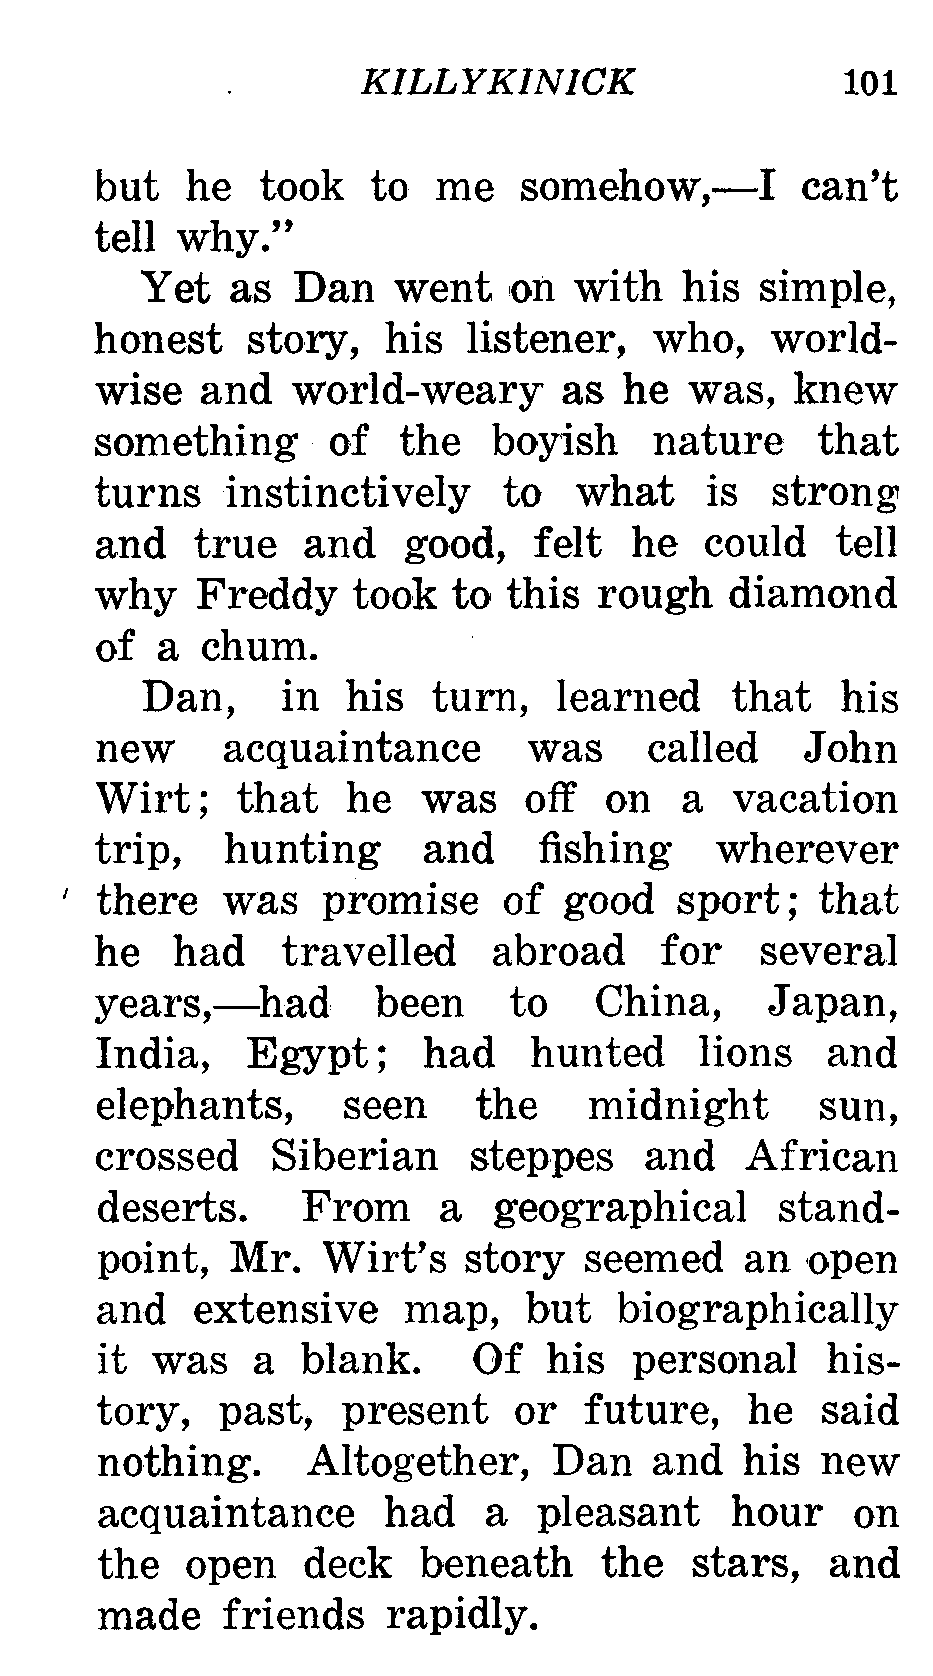 KILLYKINICK 101
but he took to me somehow,—I can't
tell why."
Yet as Dan went on with his simple,
honest story, his listener, who, world-
wise and world-weary as he was, knew
something of the boyish nature that
turns instinctively to what is strong
and true and good, felt he could tell
why Freddy took to this rough diamond
of a chum.
Dan, in his turn, learned that his
new acquaintance was called John
Wirt; that he was off on a vacation
trip, hunting and fishing wherever
there was promise of good sport; that
he had travelled abroad for several
years,—had been to China, Japan,
India, Egypt; had hunted lions and
elephants, seen the midnight sun,
crossed Siberian steppes and African
deserts. From a geographical stand-
point, Mr. Wirt's story seemed an open
and extensive map, but biographically
it was a blank. Of his personal his-
tory, past, present or future, he said
nothing. Altogether, Dan and his new
acquaintance had a pleasant hour on
the open deck beneath the stars, and
made friends rapidly.